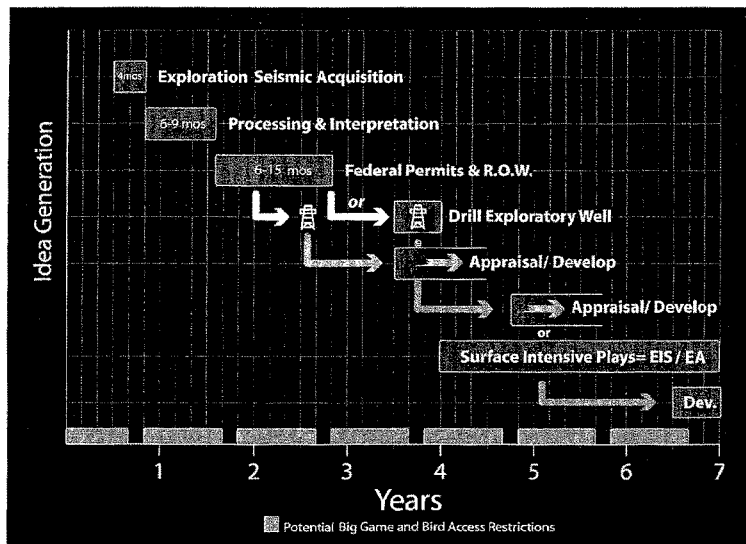 Idea Generation
4mos Exploration Seismic Acquisition
6-9 mos Processing & Interpretation
6-15 mos Federal Permits & R.O.W.
or
Drill Exploratory Well
Appraisal/ Develop
Appraisal/ Develop
or
Surface Intensive Plays= EIS / EA
Dev.
1 2 3 4 5 6 7
Years
Potential Big Game and Bird Access Restrictions